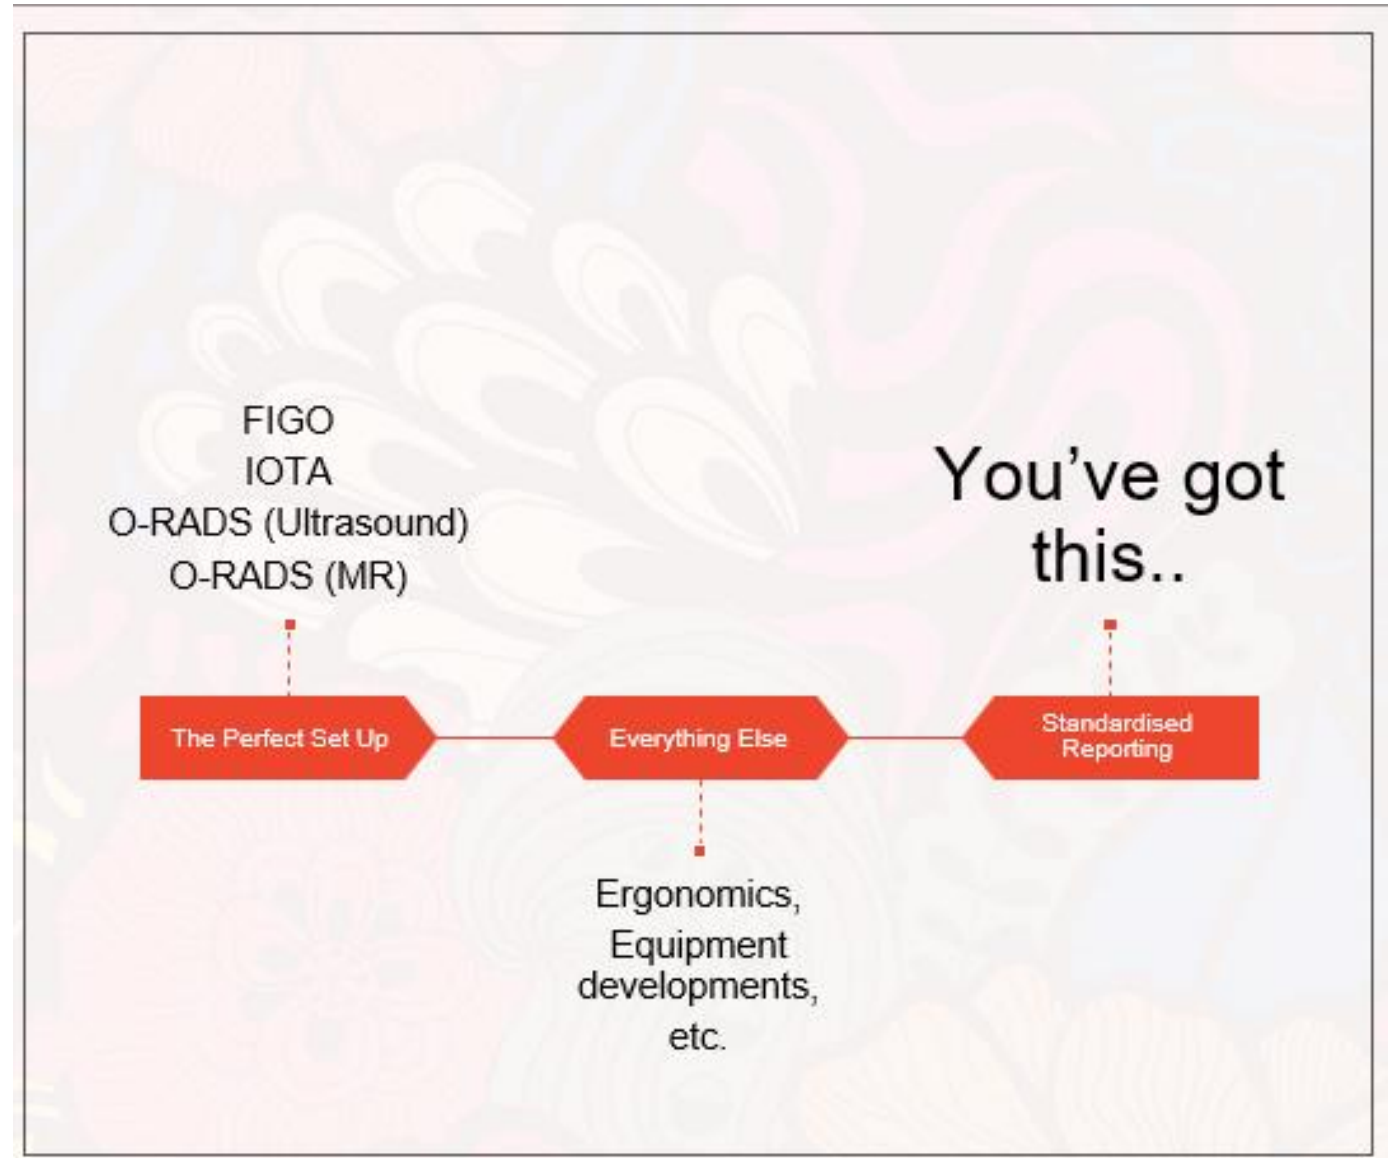 FIGO
IOTA
O-RADS (Ultrasound)
O-RADS (MR)
You’ve got
this..
The Perfect Set Up
Everything Else
Standardised
Reporting
Ergonomics,
Equipment
developments,
etc.